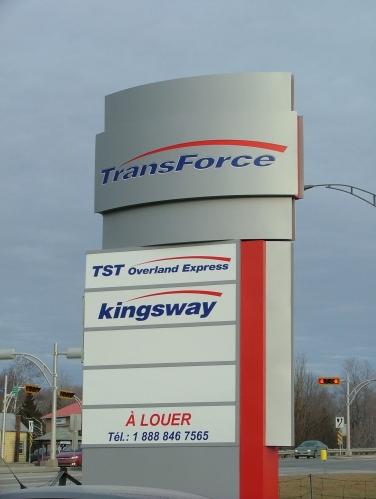 TransForce
TST Overland Express
kingsway
À LOUER
Tél.: 1 888 846 7565